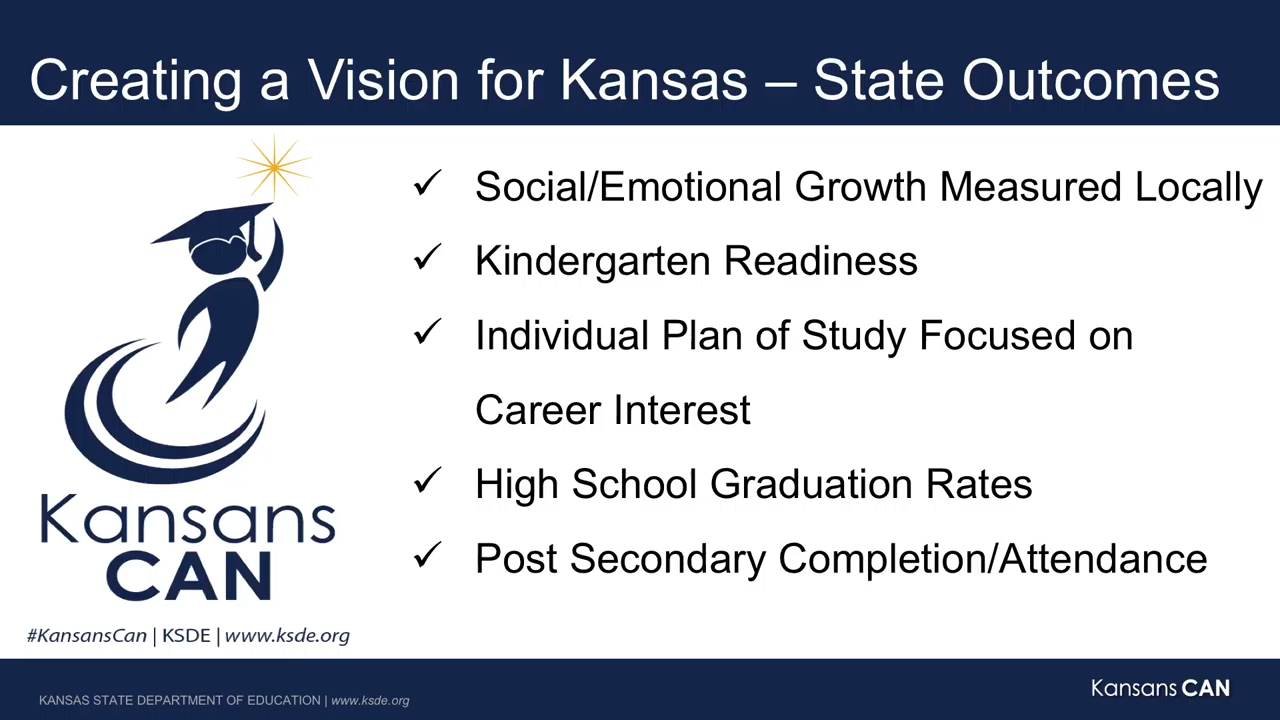 Creating a Vision for Kansas – State Outcomes
✓ Social/Emotional Growth Measured Locally
✓ Kindergarten Readiness
✓ Individual Plan of Study Focused on
Career Interest
✓ High School Graduation Rates
✓ Post Secondary Completion/Attendance
Kansans
CAN
#KansansCan | KSDE | www.ksde.org
KANSAS STATE DEPARTMENT OF EDUCATION | www.ksde.org
Kansans CAN